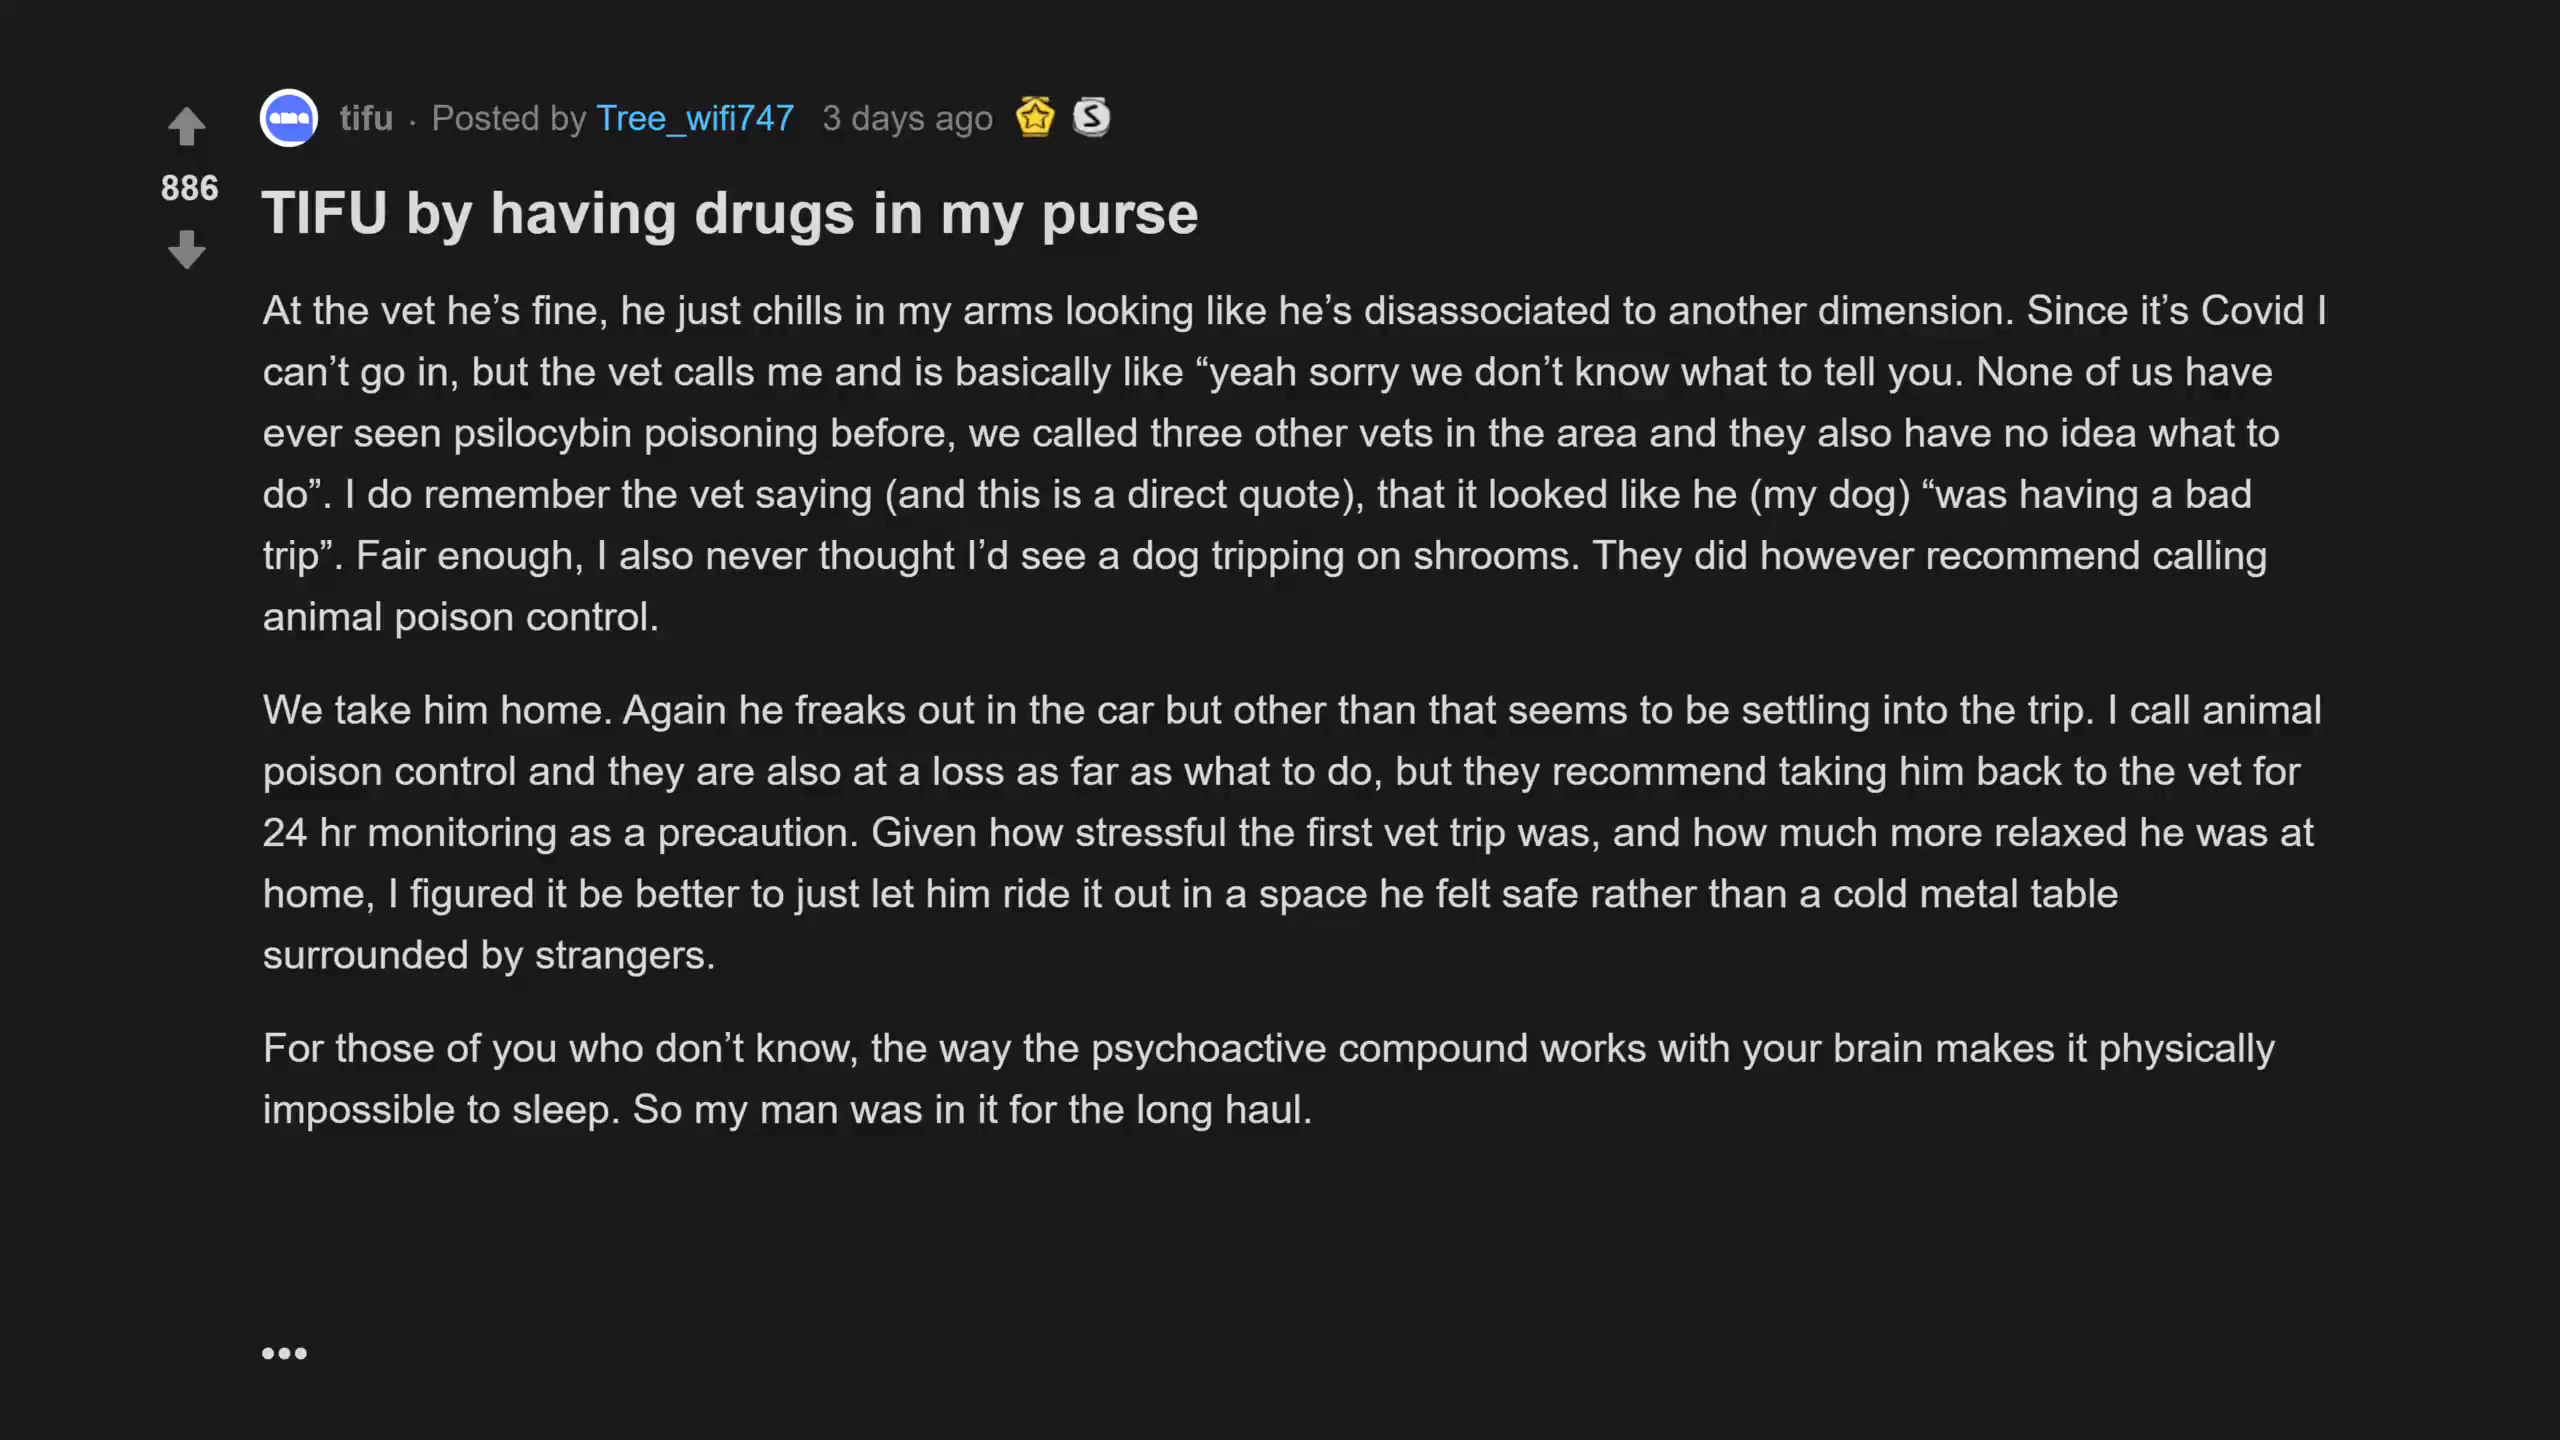 ama
tifu · Posted by Tree_wifi747 3 days ago S
886
TIFU by having drugs in my purse
At the vet he’s fine, he just chills in my arms looking like he’s disassociated to another dimension. Since it’s Covid I
can’t go in, but the vet calls me and is basically like “yeah sorry we don’t know what to tell you. None of us have
ever seen psilocybin poisoning before, we called three other vets in the area and they also have no idea what to
do”. I do remember the vet saying (and this is a direct quote), that it looked like he (my dog) “was having a bad
trip”. Fair enough, I also never thought I’d see a dog tripping on shrooms. They did however recommend calling
animal poison control.
We take him home. Again he freaks out in the car but other than that seems to be settling into the trip. I call animal
poison control and they are also at a loss as far as what to do, but they recommend taking him back to the vet for
24 hr monitoring as a precaution. Given how stressful the first vet trip was, and how much more relaxed he was at
home, I figured it be better to just let him ride it out in a space he felt safe rather than a cold metal table
surrounded by strangers.
For those of you who don’t know, the way the psychoactive compound works with your brain makes it physically
impossible to sleep. So my man was in it for the long haul.
•••